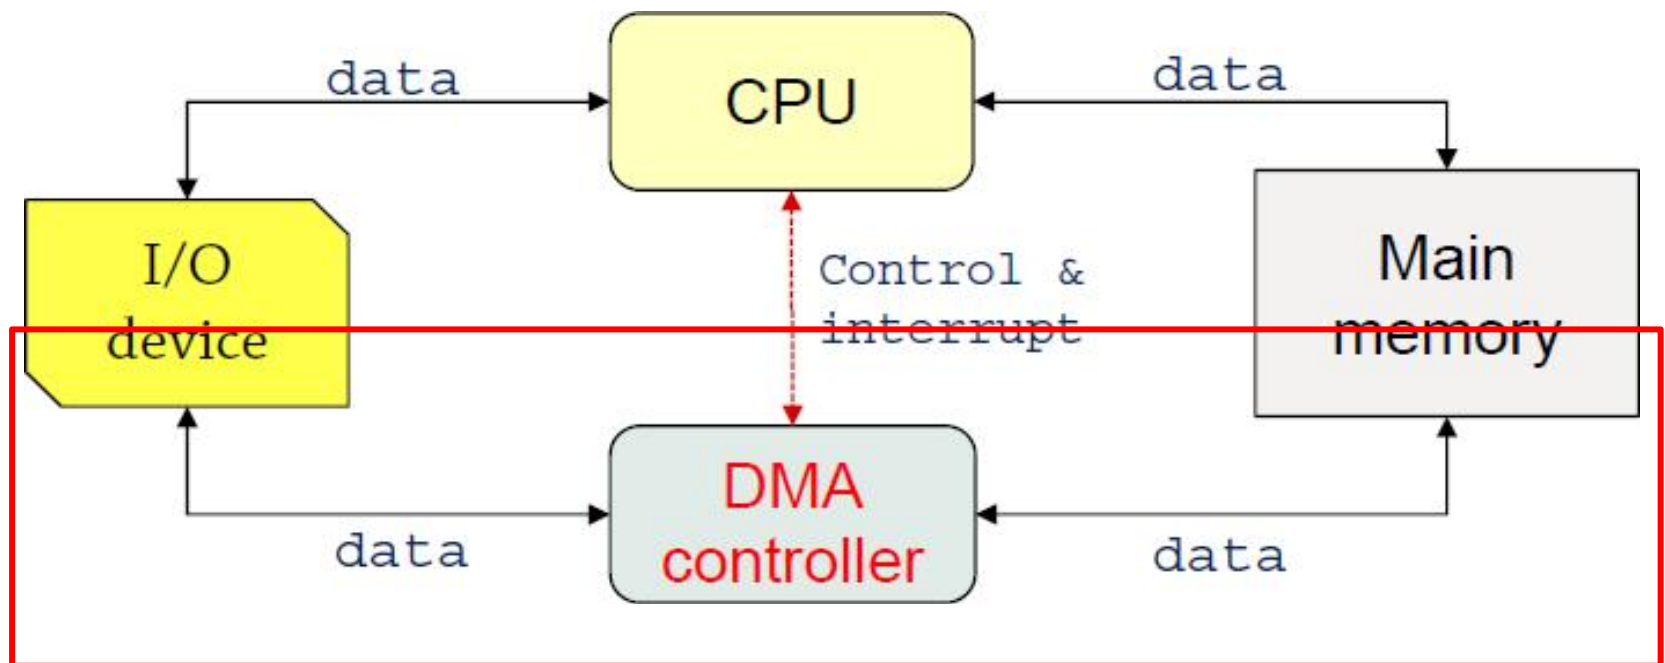 data
CPU
data
I/O
device
Control &
interrupt
Main
memory
DMA
controller
data
data